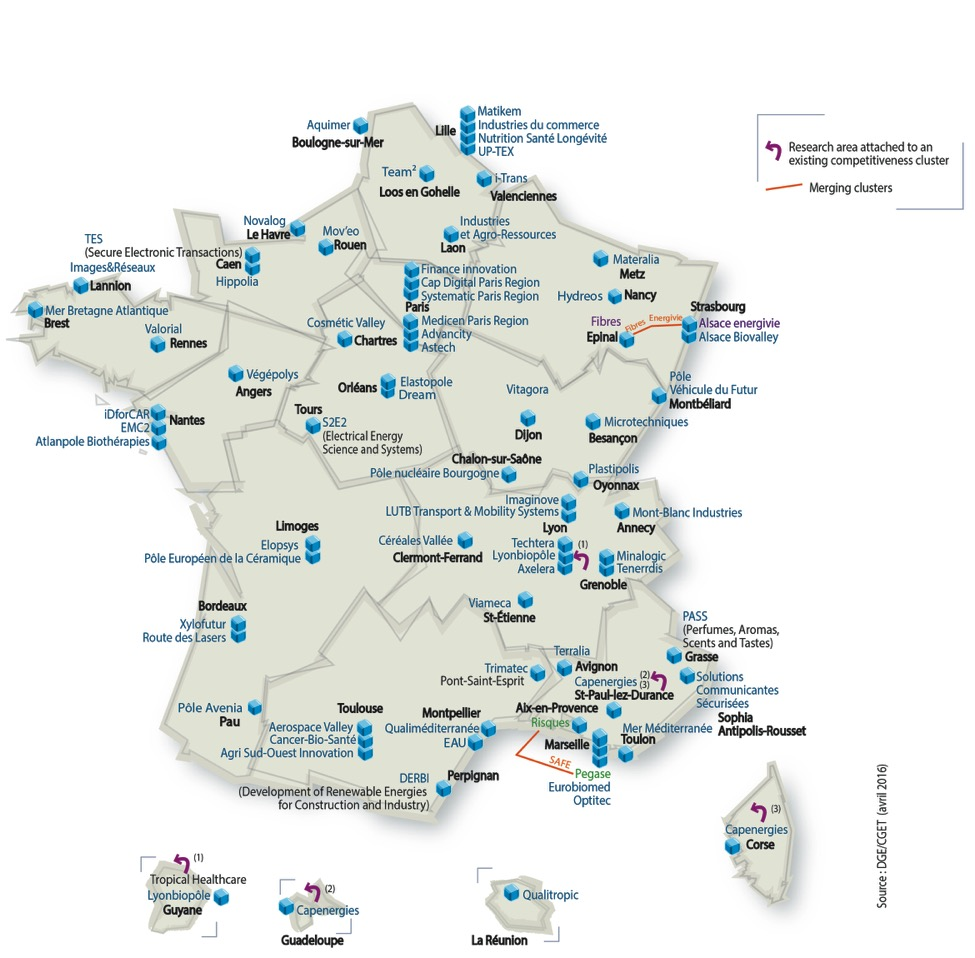 Matikem
Aquimer
Lille
Industries du commerce
Nutrition Santé Longévité
UP-TEX
Boulogne-sur-Mer
Research area attached to an
existing competitiveness cluster
Merging clusters
Team²
Loos en Gohelle
i-Trans
Valenciennes
Novalog
Le Havre
Mov'eo
Rouen
Industries
et Agro-Ressources
Laon
TES
(Secure Electronic Transactions)
Caen
Hippolia
Images&Réseaux
Lannion
Finance innovation
Cap Digital Paris Region
Systematic Paris Region
Paris
Medicen Paris Region
Advancity
Astech
Materalia
Metz
Hydreos
Nancy
Strasbourg
Fibres
Epinal
Fibres
Energivie
Alsace energivie
Alsace Biovalley
Mer Bretagne Atlantique
Brest
Valorial
Rennes
Cosmétic Valley
Chartres
Végépolys
Angers
Orléans
Elastopole
Dream
Vitagora
Dijon
Pôle
Véhicule du Futur
Montbéliard
iDforCAR
EMC2
Atlanpole Biothérapies
Nantes
Tours
S2E2
(Electrical Energy
Science and Systems)
Microtechniques
Besançon
Chalon-sur-Saône
Pôle nucléaire Bourgogne
Plastipolis
Oyonnax
Imaginove
LUTB Transport & Mobility Systems
Lyon
Techtera
Lyonbiopôle
Axelera
(1)
Mont-Blanc Industries
Annecy
Limoges
Elopsys
Pôle Européen de la Céramique
Céréales Vallée
Clermont-Ferrand
Minalogic
Tenerrdis
Grenoble
Viameca
St-Étienne
Bordeaux
Xylofutur
Route des Lasers
PASS
(Perfumes, Aromas,
Scents and Tastes)
Grasse
Terralia
Avignon
Trimatec
Pont-Saint-Esprit
Capenergies
(2)
(3)
St-Paul-lez-Durance
Solutions
Communicantes
Sécurisées
Sophia
Antipolis-Rousset
Pôle Avenia
Pau
Toulouse
Aerospace Valley
Cancer-Bio-Santé
Agri Sud-Ouest Innovation
Montpellier
Qualiméditerranée
EAU
Aix-en-Provence
Risques
Marseille
Mer Méditerranée
Toulon
SAFE
Pegase
Eurobiomed
Optitec
DERBI
(Development of Renewable Energies
for Construction and Industry)
Perpignan
(3)
Capenergies
Corse
Source : DGE/CGET (avril 2016)
(1)
Tropical Healthcare
Lyonbiopôle
Guyane
(2)
Capenergies
Guadeloupe
Qualitropic
La Réunion